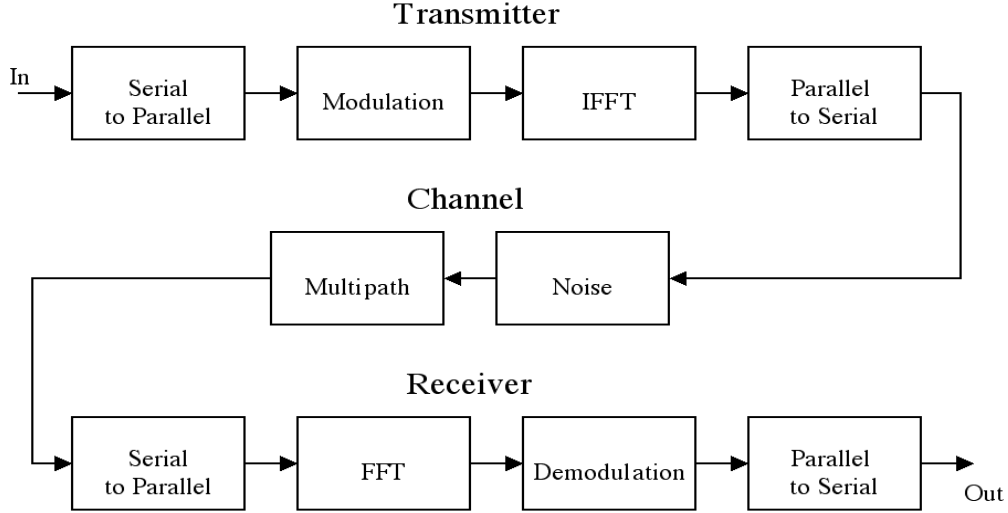 Transmitter
In
Serial
to Parallel
Modulation
IFFT
Parallel
to Serial
Channel
Multipath
Noise
Receiver
Serial
to Parallel
FFT
Demodulation
Parallel
to Serial
Out